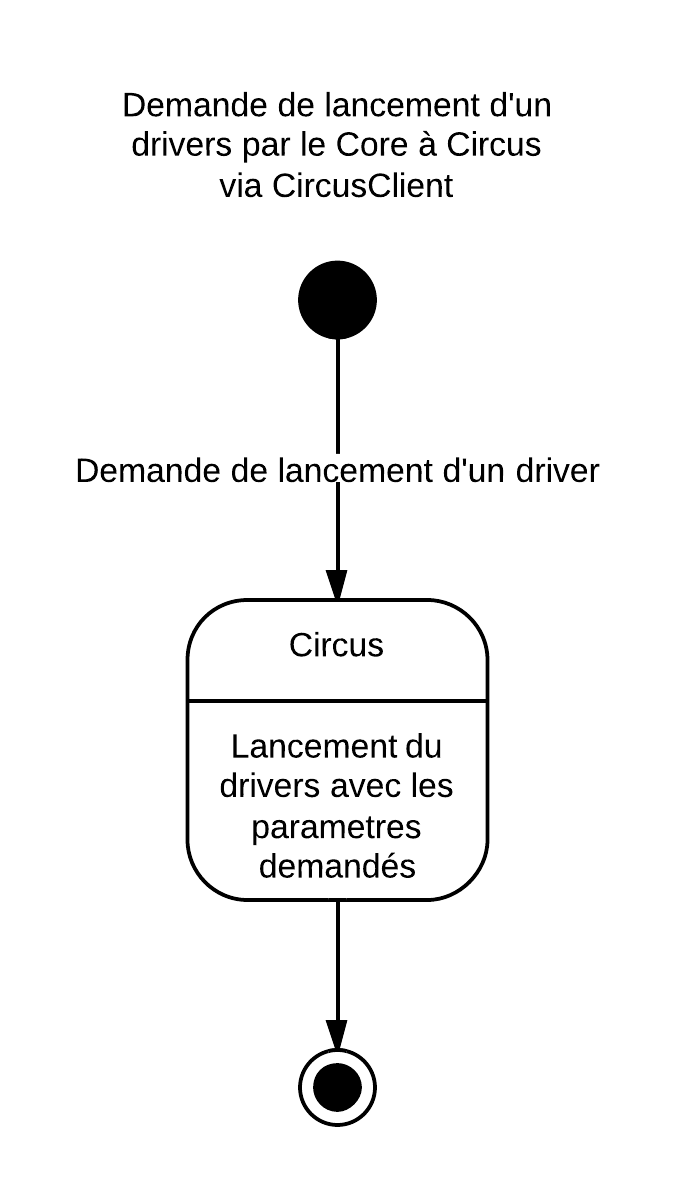 Demande de lancement d'un
drivers par le Core à Circus
via CircusClient
Demande de lancement d'un driver
Circus
Lancement du
drivers avec les
parametres
demandés